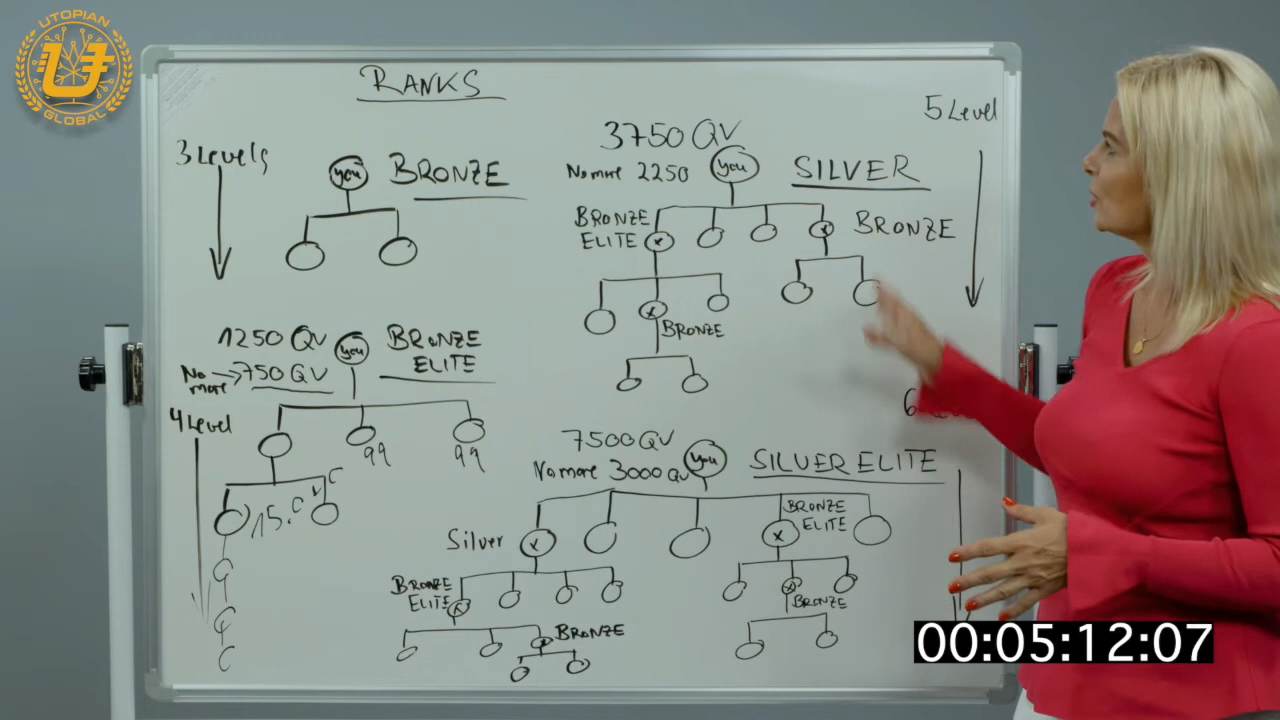 UTOPIAN
GLOBAL
RANKS
3 Levels
you
BRONZE
1250 QV
you
BRONZE
ELITE
No
more
750 QV
4 Level
99
99
15.
3750 QV
No more 2250
you
SILVER
5 Level
BRONZE
ELITE
x
x
BRONZE
x
BRONZE
6
7500 QV
No more 3000 QV
you
SILVER ELITE
Silver
x
BRONZE
ELITE
x
BRONZE
ELITE
x
x
BRONZE
x
BRONZE
00:05:12:07